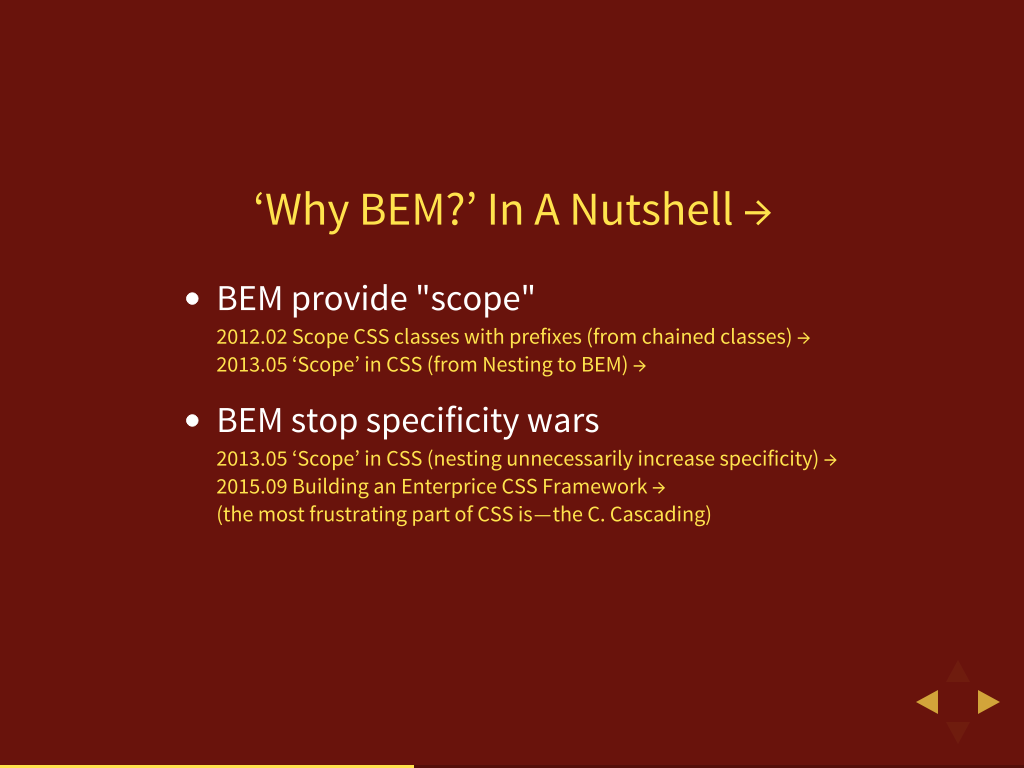 ‘Why BEM?’ In A Nutshell →
• BEM provide "scope"
2012.02 Scope CSS classes with prefixes (from chained classes) →
2013.05 ‘Scope’ in CSS (from Nesting to BEM) →
• BEM stop specificity wars
2013.05 ‘Scope’ in CSS (nesting unnecessarily increase specificity) →
2015.09 Building an Enterprice CSS Framework →
(the most frustrating part of CSS is—the C. Cascading)